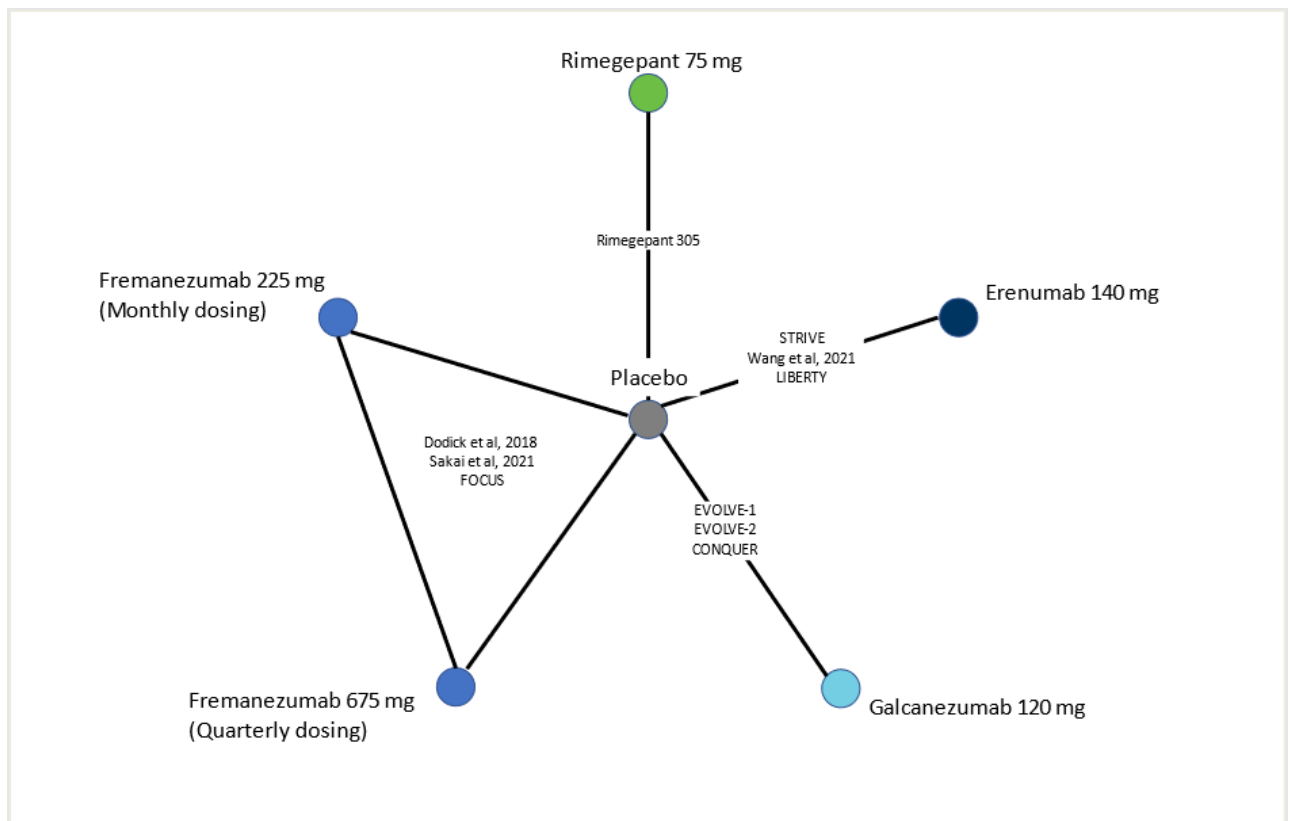 Rimegepant 75 mg
Rimegepant 305
Fremanezumab 225 mg
(Monthly dosing)
Erenumab 140 mg
STRIVE
Wang et al, 2021
LIBERTY
Placebo
Dodick et al, 2018
Sakai et al, 2021
FOCUS
EVOLVE-1
EVOLVE-2
CONQUER
Fremanezumab 675 mg
(Quarterly dosing)
Galcanezumab 120 mg